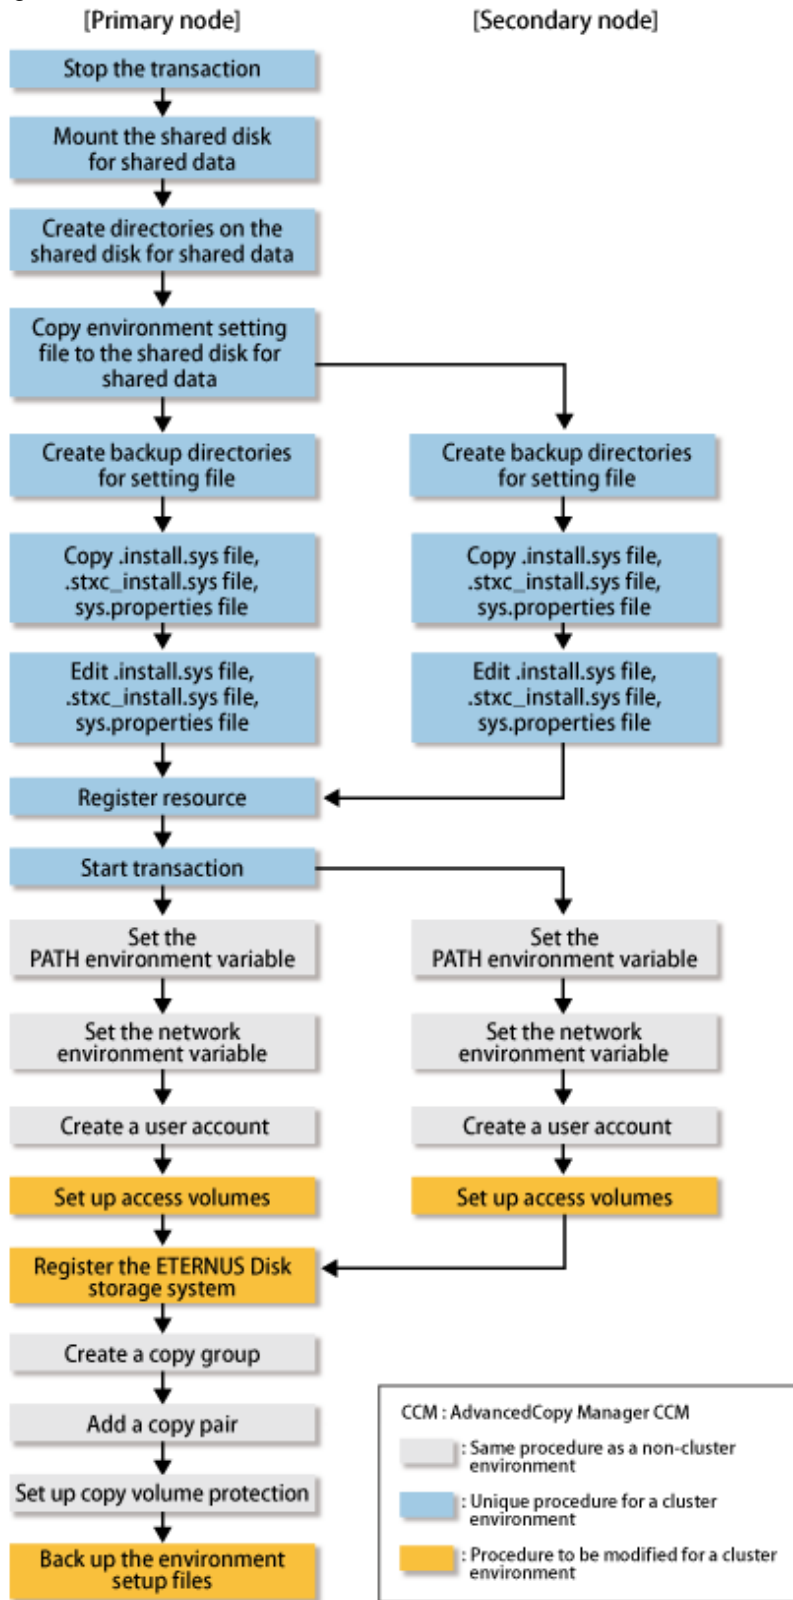 [Primary node]
[Secondary node]
Stop the transaction
Mount the shared disk
for shared data
Create directories on the
shared disk for shared data
Copy environment setting
file to the shared disk for
shared data
Create backup directories
for setting file
Create backup directories
for setting file
Copy .install.sys file,
.stxc_install.sys file,
sys.properties file
Copy .install.sys file,
.stxc_install.sys file,
sys.properties file
Edit .install.sys file,
.stxc_install.sys file,
sys.properties file
Edit .install.sys file,
.stxc_install.sys file,
sys.properties file
Register resource
Start transaction
Set the
PATH environment variable
Set the
PATH environment variable
Set the network
environment variable
Set the network
environment variable
Create a user account
Create a user account
Set up access volumes
Set up access volumes
Register the ETERNUS Disk
storage system
Create a copy group
Add a copy pair
Set up copy volume protection
Back up the environment
setup files
CCM : AdvancedCopy Manager CCM
: Same procedure as a non-cluster
environment
: Unique procedure for a cluster
environment
: Procedure to be modified for a cluster
environment